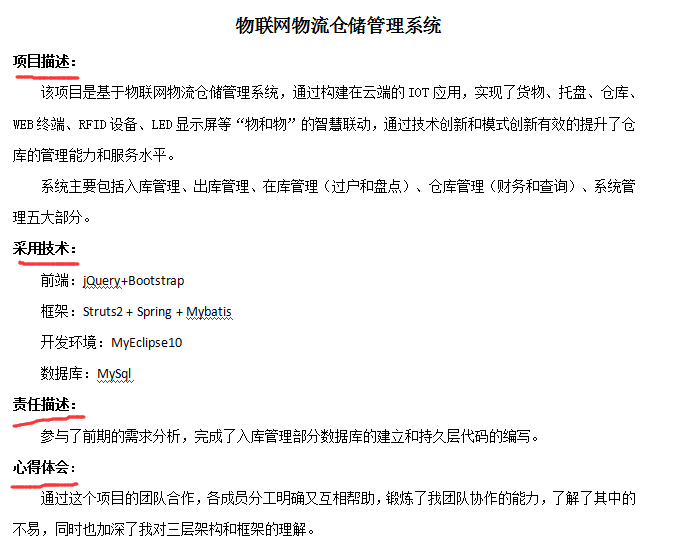 物联网物流仓储管理系统
项目描述：
该项目是基于物联网物流仓储管理系统，通过构建在云端的 IOT 应用，实现了货物、托盘、仓库、
WEB 终端、RFID 设备、LED 显示屏等“物和物”的智慧联动，通过技术创新和模式创新有效的提升了仓
库的管理能力和服务水平。
系统主要包括入库管理、出库管理、在库管理（过户和盘点）、仓库管理（财务和查询）、系统管
理五大部分。
采用技术：
前端：jQuery+Bootstrap
框架：Struts2 + Spring + Mybatis
开发环境：MyEclipse10
数据库：MySql
责任描述：
参与了前期的需求分析，完成了入库管理部分数据库的建立和持久层代码的编写。
心得体会：
通过这个项目的团队合作，各成员分工明确又互相帮助，锻炼了我团队协作的能力，了解了其中的
不易，同时也加深了我对三层架构和框架的理解。